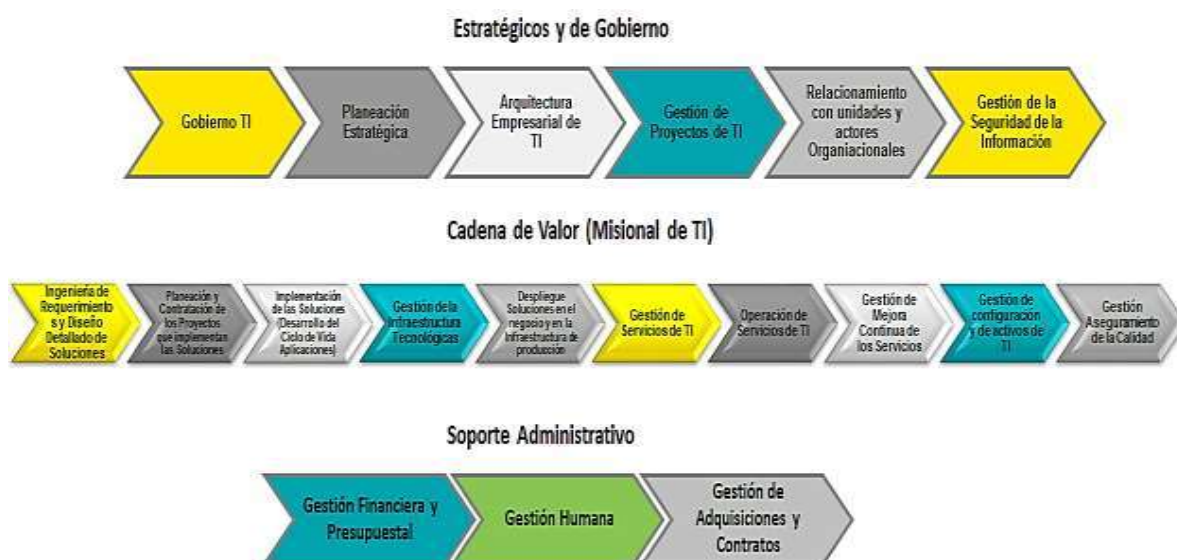 Estratégicos y de Gobierno
Gobierno TI
Planeación
Estratégica
Arquitectura
Empresarial de
TI
Gestión de
Proyectos de TI
Relacionamiento
con unidades y
actores
Organiacionales
Gestión de la
Seguridad de la
Información
Cadena de Valor (Misional de TI)
Ingeniería de
Requerimiento
s y Diseño
Detallado de
Soluciones
Planeación y
Contratación de
los Proyectos
que implementan
las Soluciones
Implementación
de las Soluciones
(Desarrollo del
Ciclo de Vida
Aplicaciones)
Gestión de la
Infraestructura
Tecnológicas
Despliegue
Soluciones en el
negocio y en la
Infraestructura de
producción
Gestión de
Servicios de TI
Operación de
Servicios de TI
Gestión de
Mejora
Continua de
los Servicios
Gestión de
configuración
y de activos de
TI
Gestión
Aseguramiento
de la Calidad
Soporte Administrativo
Gestión Financiera y
Presupuestal
Gestión Humana
Gestión de
Adquisiciones y
Contratos